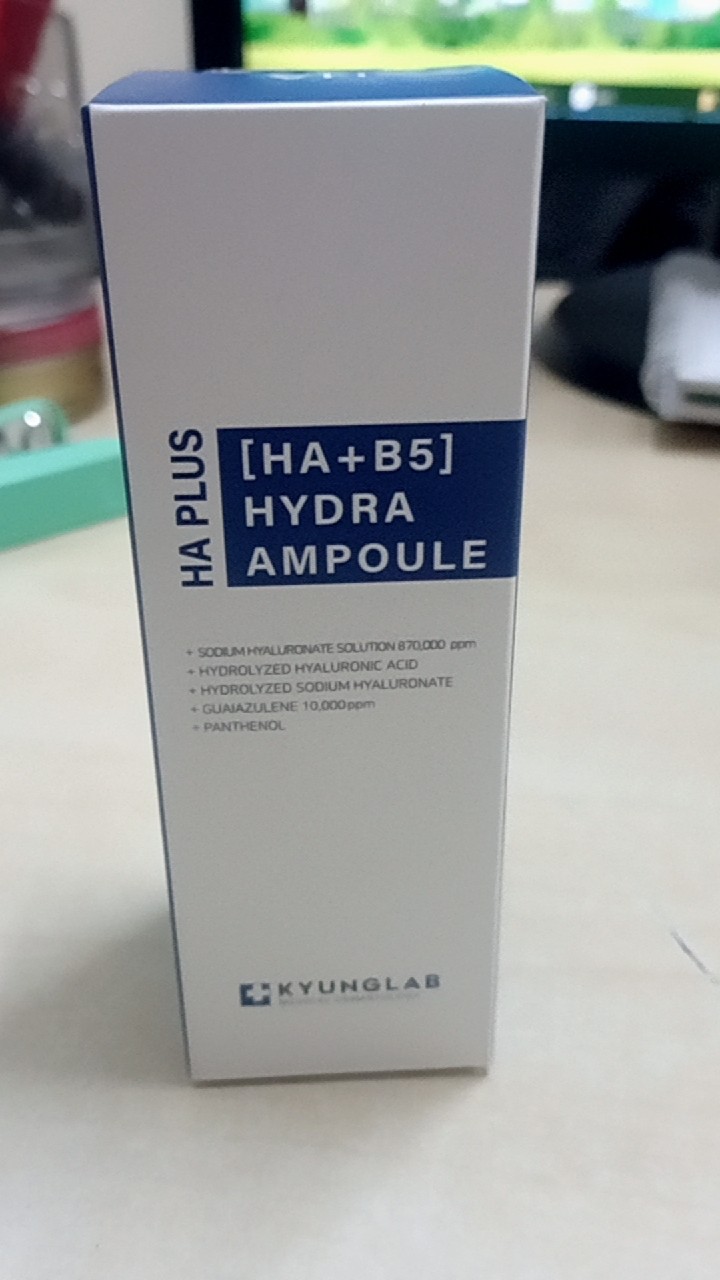 HA PLUS
[HA+B5]
HYDRA
AMPOULE
+ SODIUM HYALURONATE SOLUTION 870,000 ppm
+ HYDROLYZED HYALURONIC ACID
+ HYDROLYZED SODIUM HYALURONATE
+ GUAIAZULENE 10,000ppm
+ PANTHENOL
KYUNGLAB